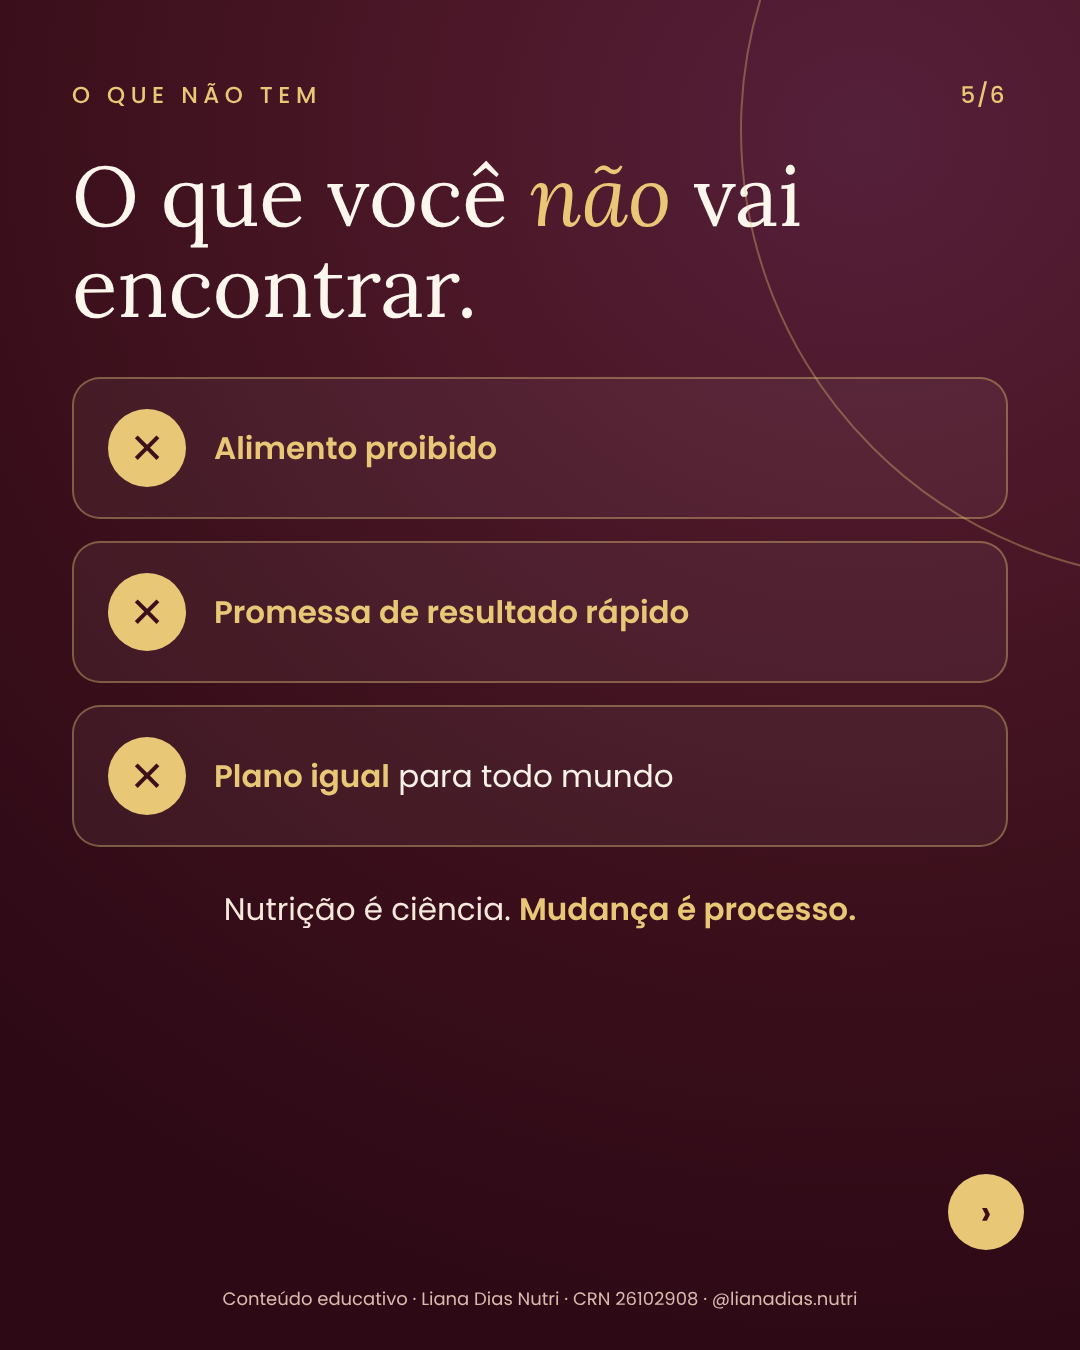 O QUE NÃO TEM
5/6
O que você não vai
encontrar.
Alimento proibido
Promessa de resultado rápido
Plano igual para todo mundo
Nutrição é ciência. Mudança é processo.
›
Conteúdo educativo · Liana Dias Nutri · CRN 26102908 · @lianadias.nutri